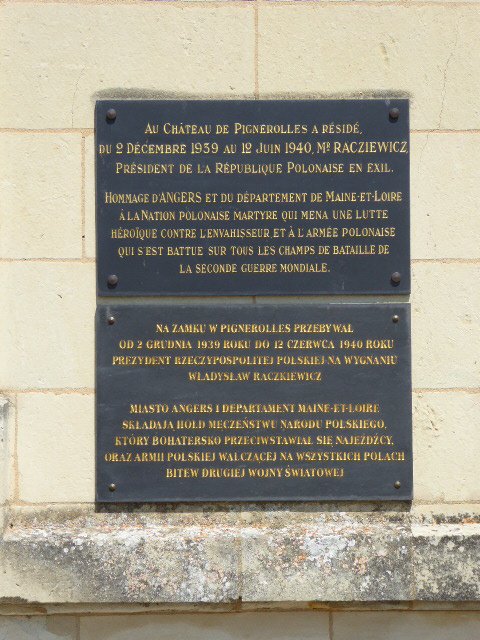 AU CHÂTEAU DE PIGNEROLLES A RÉSIDÉ,
DU 2 DÉCEMBRE 1939 AU 12 JUIN 1940, MR RACZIEWICZ,
PRÉSIDENT DE LA RÉPUBLIQUE POLONAISE EN EXIL.
HOMMAGE D'ANGERS ET DU DÉPARTEMENT DE MAINE-ET-LOIRE
À LA NATION POLONAISE MARTYRE QUI MENA UNE LUTTE
HÉROÏQUE CONTRE L'ENVAHISSEUR ET À L'ARMÉE POLONAISE
QUI S'EST BATTUE SUR TOUS LES CHAMPS DE BATAILLE DE
LA SECONDE GUERRE MONDIALE.
NA ZAMKU W PIGNEROLLES PRZEBYWAŁ
OD 2 GRUDNIA 1939 ROKU DO 12 CZERWCA 1940 ROKU
PREZYDENT RZECZYPOSPOLITEJ POLSKIEJ NA WYGNANIU
WŁADYSŁAW RACZKIEWICZ
MIASTO ANGERS I DEPARTAMENT MAINE-ET-LOIRE
SKŁADAJĄ HOŁD MĘCZEŃSTWU NARODU POLSKIEGO,
KTÓRY BOHATERSKO PRZECIWSTAWIAŁ SIĘ NAJEŹDŹCY,
ORAZ ARMII POLSKIEJ WALCZĄCEJ NA WSZYSTKICH POLACH
BITEW DRUGIEJ WOJNY ŚWIATOWEJ